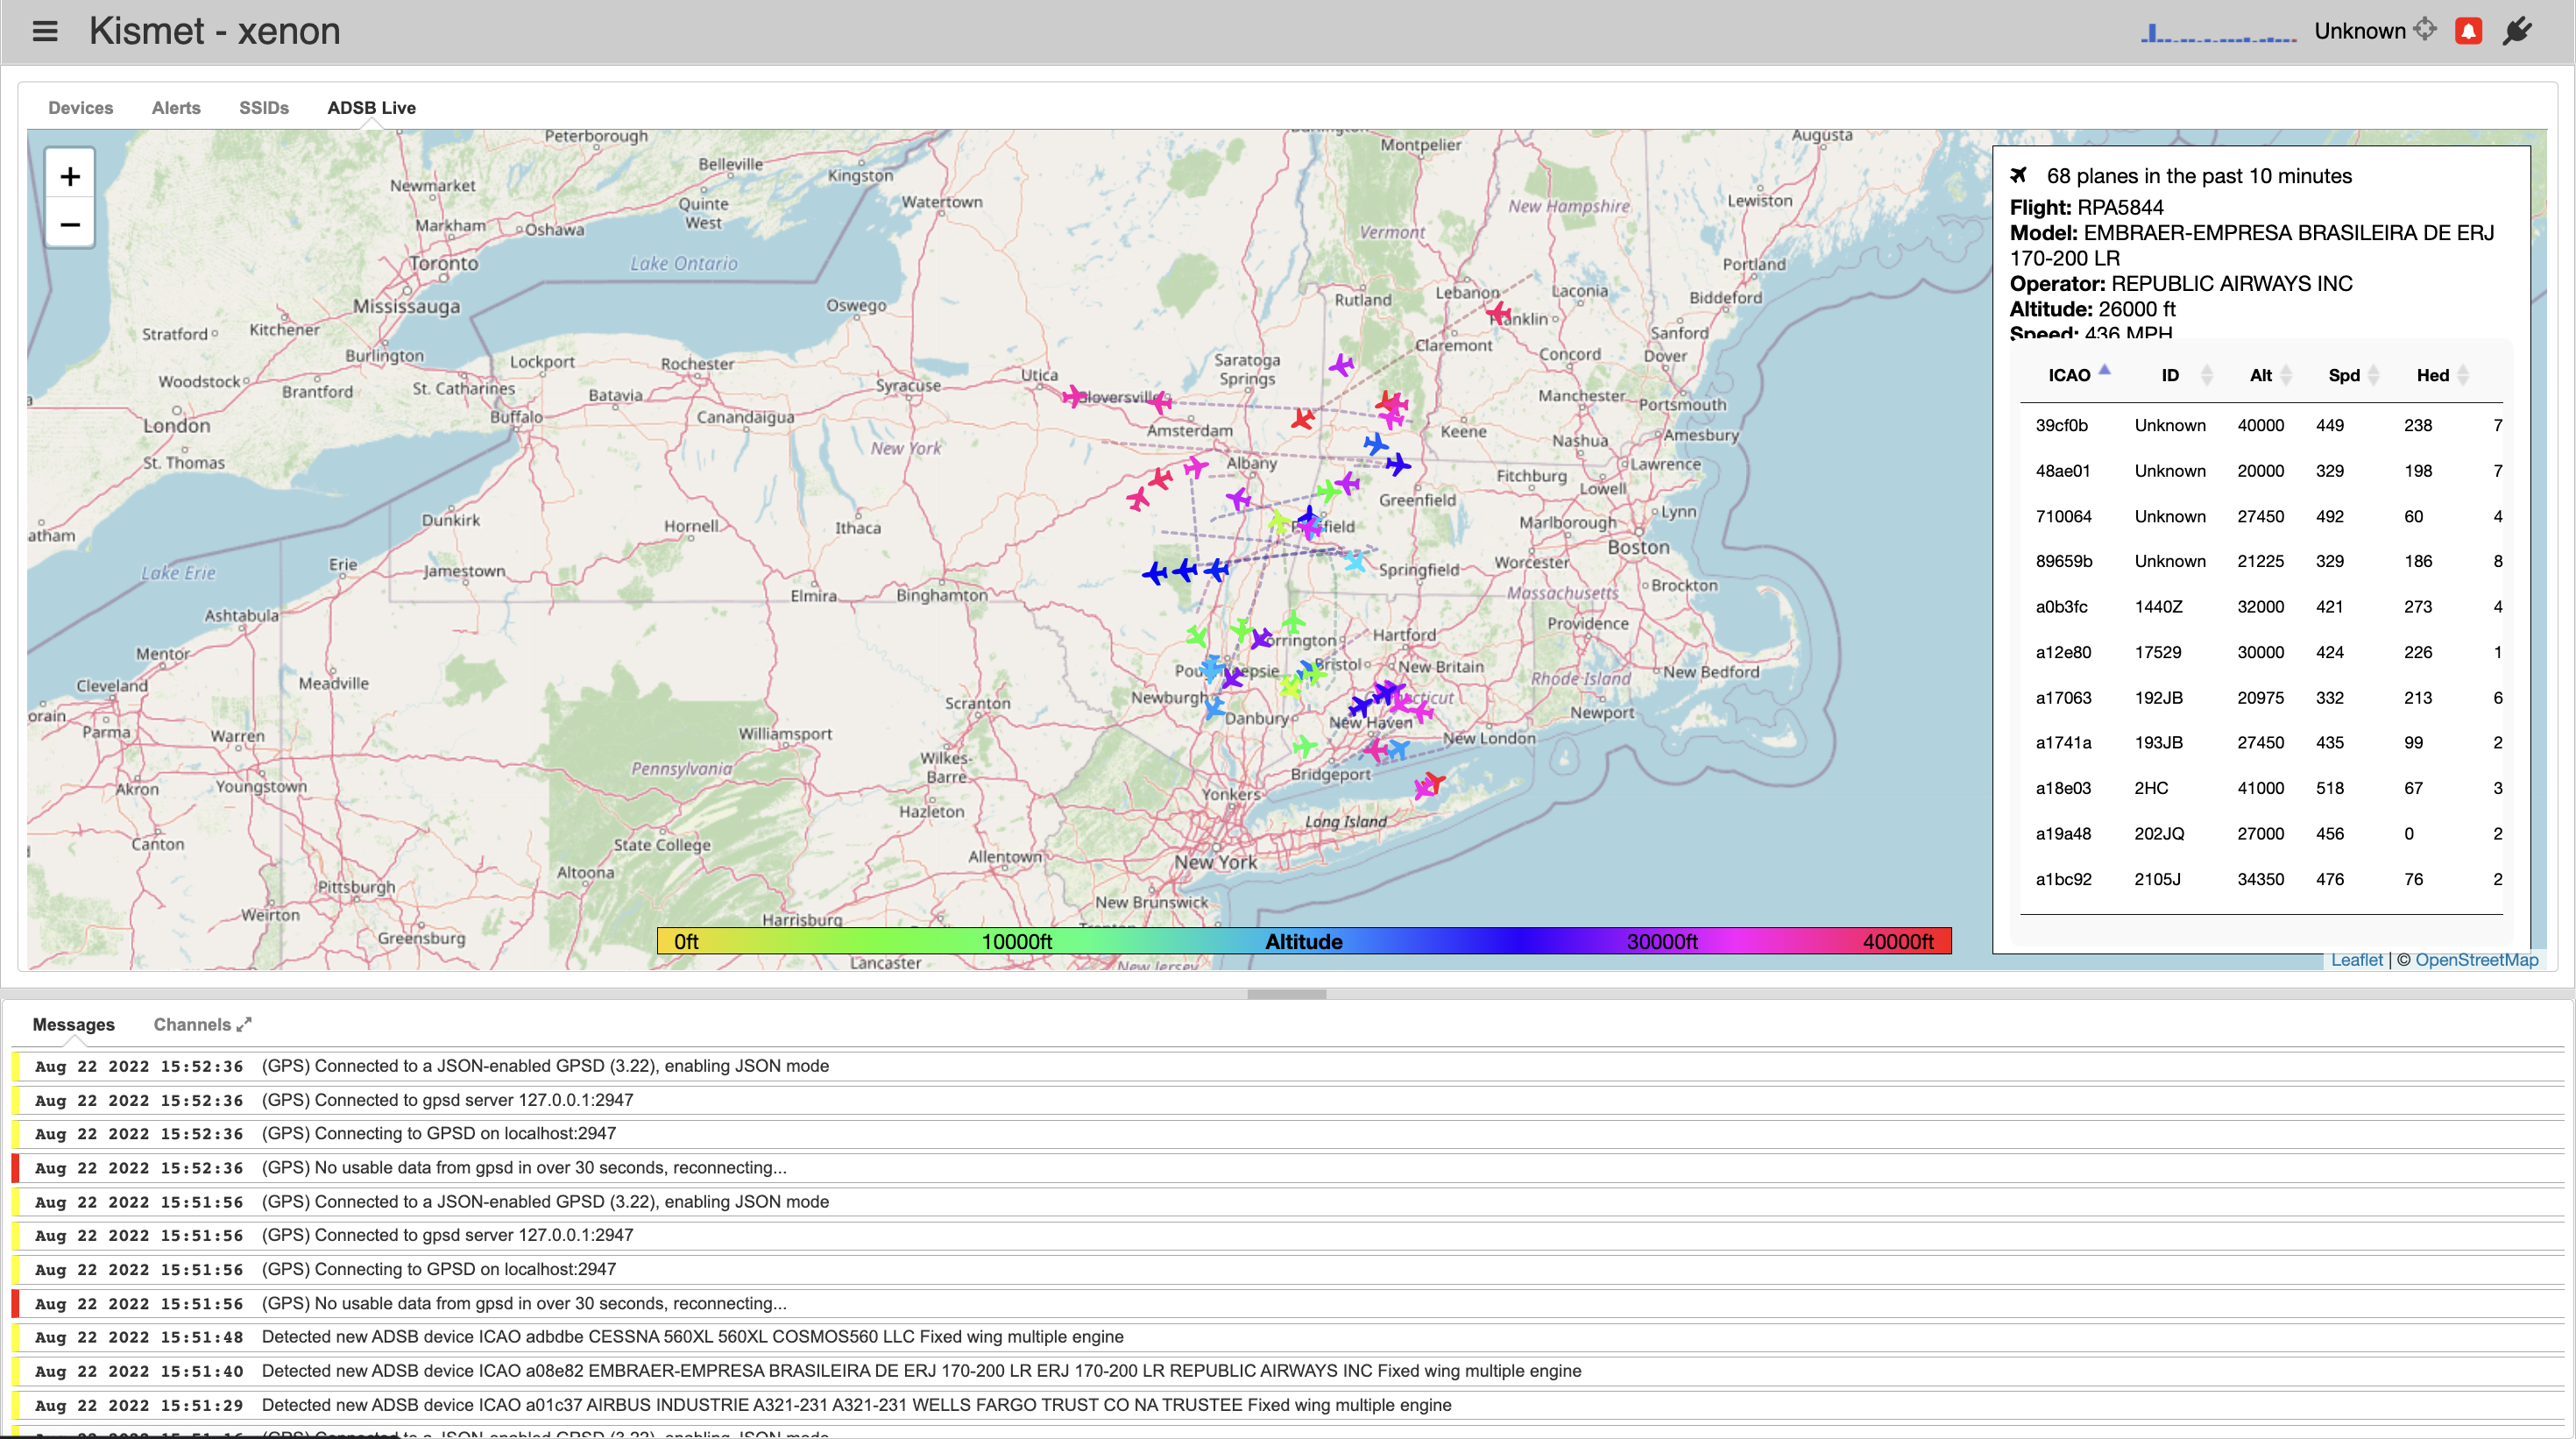 Kismet - xenon
Unknown
Devices Alerts SSIDs ADSB Live
+
−
Peterborough
Augusta
Montpelier
Belleville
Kingston
Newmarket
Watertown
Lewiston
Quinte West
New Hampshire
Markham
Oshawa
Vermont
Toronto
Lake Ontario
Portland
Lebanon
Laconia
Rutland
Biddeford
Mississauga
Oswego
Stratford
Kitchener
Sanford
Claremont
Burlington
Lockport
Rochester
Saratoga Springs
Concord
Dover
Woodstock
Brantford
St. Catharines
Utica
Syracuse
Batavia
Manchester
Portsmouth
Buffalo
Canandaigua
London
Amsterdam
Keene
Nashua
Amesbury
New York
St. Thomas
Albany
Lawrence
Fitchburg
Lowell
Greenfield
Dunkirk
Hornell
Ithaca
Marlborough
Lynn
Boston
Erie
Lake Erie
Jamestown
Springfield
Worcester
Massachusetts
Brockton
Elmira
Binghamton
Ashtabula
Providence
Hartford
Mentor
Bristol
New Britain
New Bedford
Cleveland
Meadville
Rhode Island
Newburgh
Scranton
Parma
Warren
Williamsport
Danbury
New Haven
Newport
New London
Pennsylvania
Wilkes-Barre
Bridgeport
Akron
Youngstown
Yonkers
Hazleton
Long Island
Canton
State College
Allentown
New York
Altoona
Pittsburgh
New Brunswick
Weirton
Harrisburg
Greensburg
Lancaster
New Jersey
0ft 10000ft Altitude 30000ft 40000ft
68 planes in the past 10 minutes
Flight: RPA5844
Model: EMBRAER-EMPRESA BRASILEIRA DE ERJ
170-200 LR
Operator: REPUBLIC AIRWAYS INC
Altitude: 26000 ft
Speed: 436 MPH
ICAO ID Alt Spd Hed
39cf0b Unknown 40000 449 238 7
48ae01 Unknown 20000 329 198 7
710064 Unknown 27450 492 60 4
89659b Unknown 21225 329 186 8
a0b3fc 1440Z 32000 421 273 4
a12e80 17529 30000 424 226 1
a17063 192JB 20975 332 213 6
a1741a 193JB 27450 435 99 2
a18e03 2HC 41000 518 67 3
a19a48 202JQ 27000 456 0 2
a1bc92 2105J 34350 476 76 2
Leaflet | © OpenStreetMap
Messages Channels
Aug 22 2022 15:52:36 (GPS) Connected to a JSON-enabled GPSD (3.22), enabling JSON mode
Aug 22 2022 15:52:36 (GPS) Connected to gpsd server 127.0.0.1:2947
Aug 22 2022 15:52:36 (GPS) Connecting to GPSD on localhost:2947
Aug 22 2022 15:52:36 (GPS) No usable data from gpsd in over 30 seconds, reconnecting...
Aug 22 2022 15:51:56 (GPS) Connected to a JSON-enabled GPSD (3.22), enabling JSON mode
Aug 22 2022 15:51:56 (GPS) Connected to gpsd server 127.0.0.1:2947
Aug 22 2022 15:51:56 (GPS) Connecting to GPSD on localhost:2947
Aug 22 2022 15:51:56 (GPS) No usable data from gpsd in over 30 seconds, reconnecting...
Aug 22 2022 15:51:48 Detected new ADSB device ICAO adbdbe CESSNA 560XL 560XL COSMOS560 LLC Fixed wing multiple engine
Aug 22 2022 15:51:40 Detected new ADSB device ICAO a08e82 EMBRAER-EMPRESA BRASILEIRA DE ERJ 170-200 LR ERJ 170-200 LR REPUBLIC AIRWAYS INC Fixed wing multiple engine
Aug 22 2022 15:51:29 Detected new ADSB device ICAO a01c37 AIRBUS INDUSTRIE A321-231 A321-231 WELLS FARGO TRUST CO NA TRUSTEE Fixed wing multiple engine